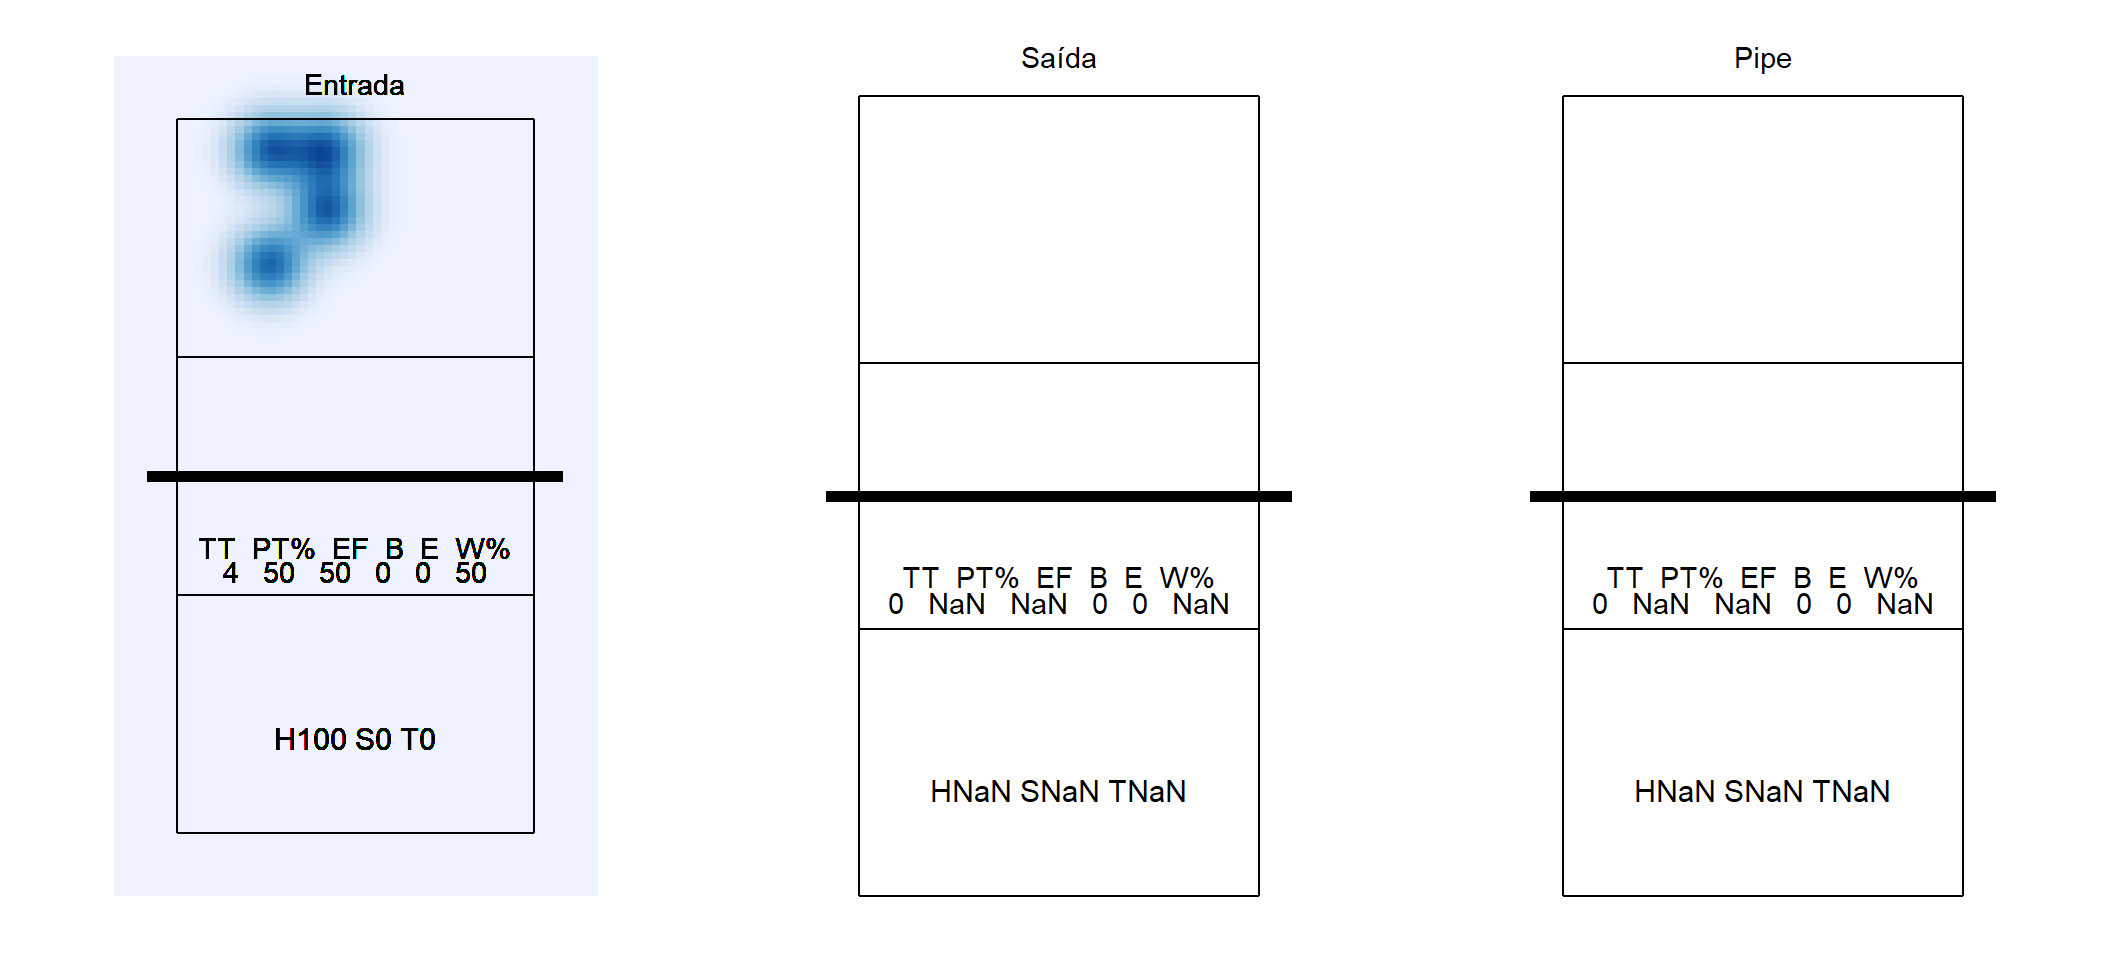 Entrada
TT PT% EF B E W%
4 50 50 0 0 50
H100 S0 T0
Saída
TT PT% EF B E W%
0 NaN NaN 0 0 NaN
HNaN SNaN TNaN
Pipe
TT PT% EF B E W%
0 NaN NaN 0 0 NaN
HNaN SNaN TNaN